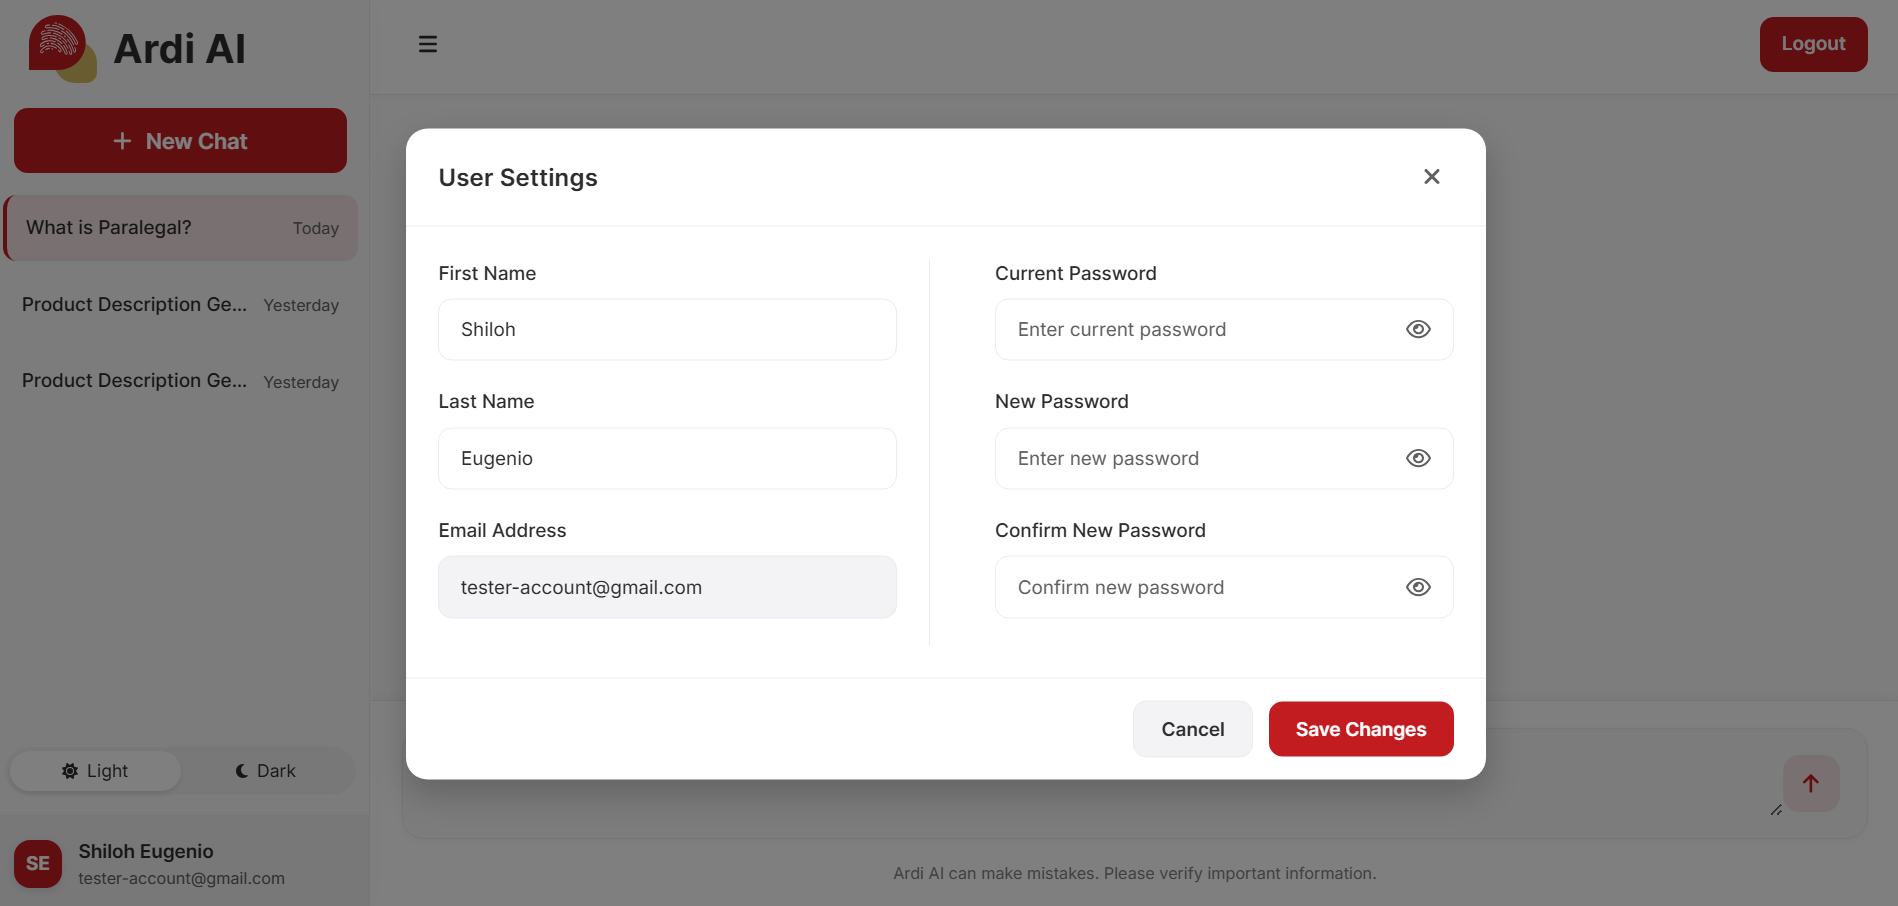 Ardi AI
New Chat
What is Paralegal? Today
Product Description Ge... Yesterday
Product Description Ge... Yesterday
Light Dark
SE
Shiloh Eugenio
tester-account@gmail.com
Logout
User Settings
First Name
Shiloh
Last Name
Eugenio
Email Address
tester-account@gmail.com
Current Password
Enter current password
New Password
Enter new password
Confirm New Password
Confirm new password
Cancel Save Changes
Ardi AI can make mistakes. Please verify important information.